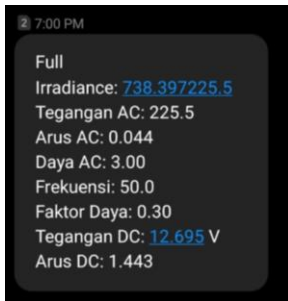 2 7:00 PM
Full
Irradiance: 738.397225.5
Tegangan AC: 225.5
Arus AC: 0.044
Daya AC: 3.00
Frekuensi: 50.0
Faktor Daya: 0.30
Tegangan DC: 12.695 V
Arus DC: 1.443